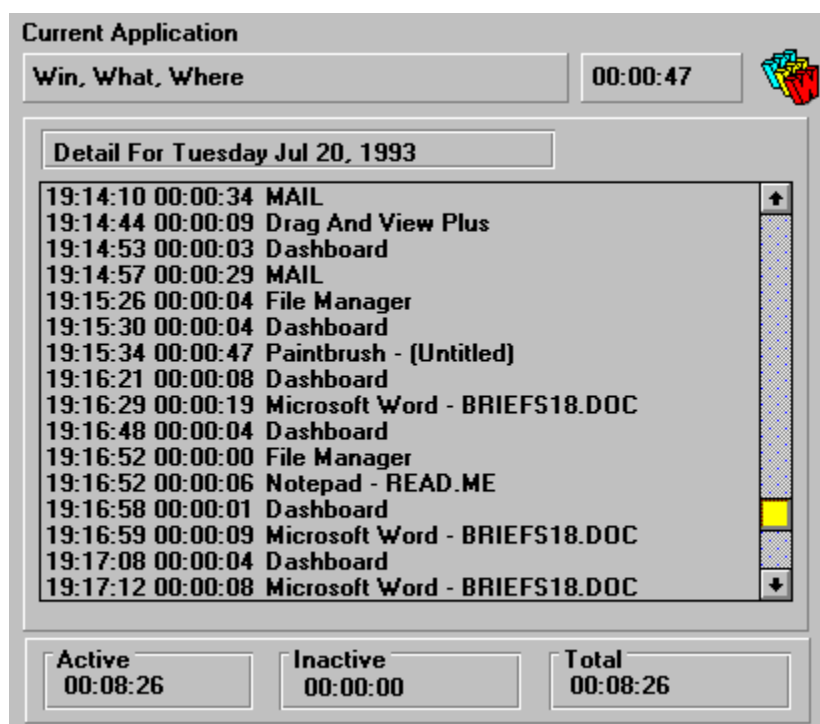 Current Application
Win, What, Where 00:00:47
Detail For Tuesday Jul 20, 1993
19:14:10 00:00:34 MAIL
19:14:44 00:00:09 Drag And View Plus
19:14:53 00:00:03 Dashboard
19:14:57 00:00:29 MAIL
19:15:26 00:00:04 File Manager
19:15:30 00:00:04 Dashboard
19:15:34 00:00:47 Paintbrush - (Untitled)
19:16:21 00:00:08 Dashboard
19:16:29 00:00:19 Microsoft Word - BRIEFS18.DOC
19:16:48 00:00:04 Dashboard
19:16:52 00:00:00 File Manager
19:16:52 00:00:06 Notepad - READ.ME
19:16:58 00:00:01 Dashboard
19:16:59 00:00:09 Microsoft Word - BRIEFS18.DOC
19:17:08 00:00:04 Dashboard
19:17:12 00:00:08 Microsoft Word - BRIEFS18.DOC
Active Inactive Total
00:08:26 00:00:00 00:08:26